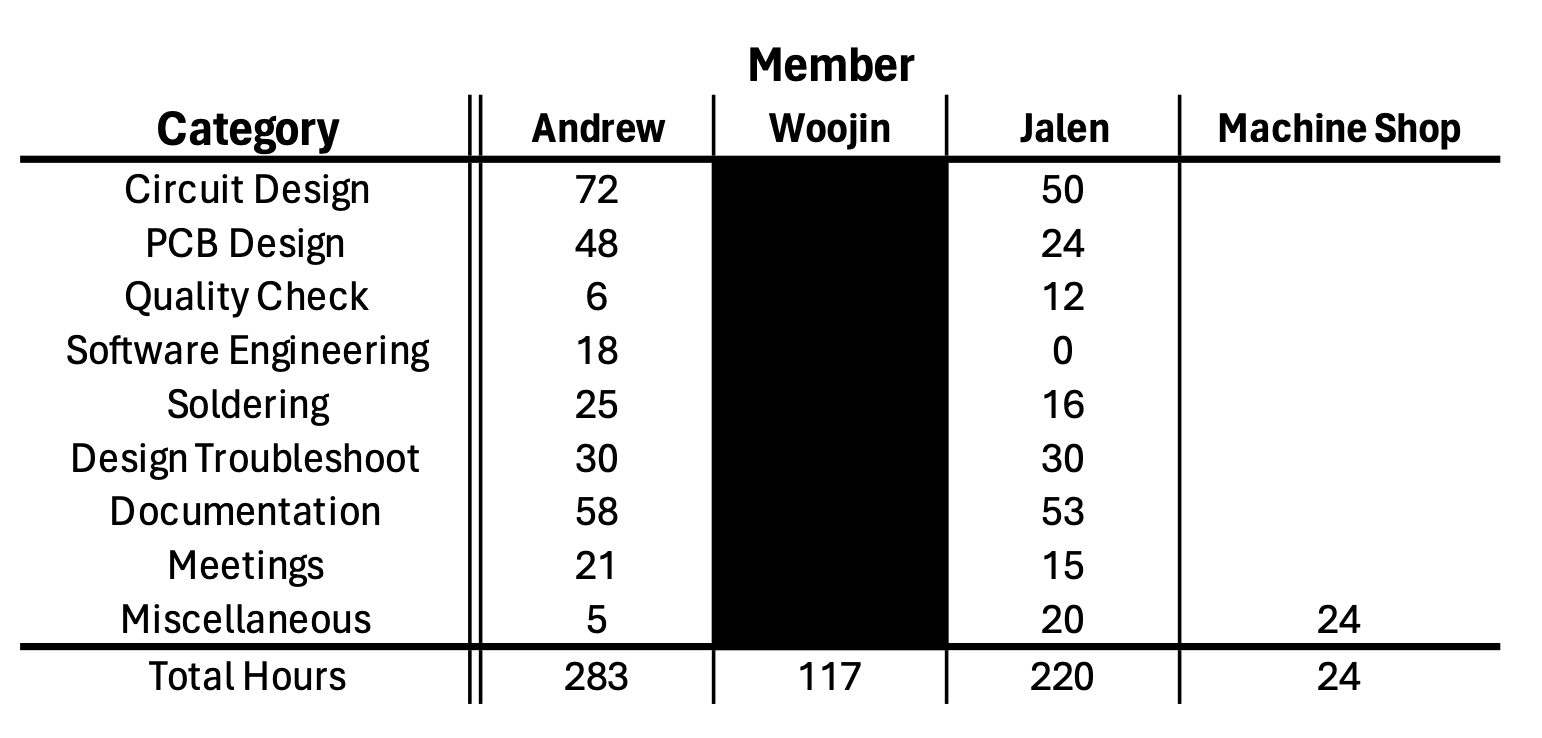 Member
Category Andrew Woojin Jalen Machine Shop
Circuit Design 72 50
PCB Design 48 24
Quality Check 6 12
Software Engineering 18 0
Soldering 25 16
Design Troubleshoot 30 30
Documentation 58 53
Meetings 21 15
Miscellaneous 5 20 24
Total Hours 283 117 220 24